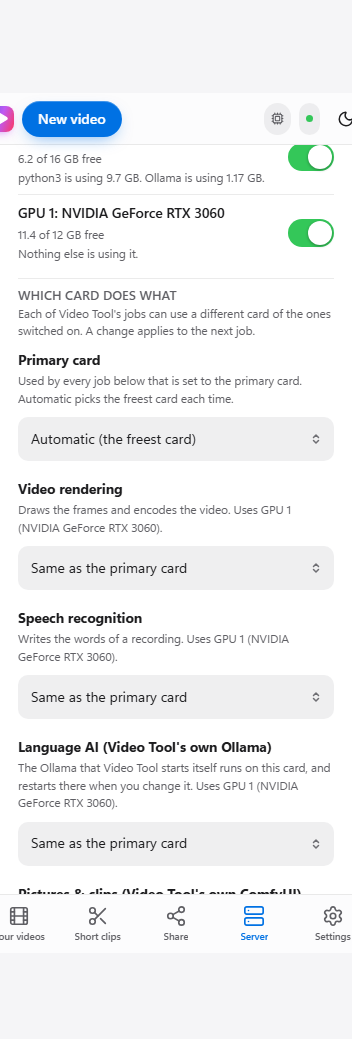 New video
6.2 of 16 GB free
python3 is using 9.7 GB. Ollama is using 1.17 GB.
GPU 1: NVIDIA GeForce RTX 3060
11.4 of 12 GB free
Nothing else is using it.
WHICH CARD DOES WHAT
Each of Video Tool's jobs can use a different card of the ones
switched on. A change applies to the next job.
Primary card
Used by every job below that is set to the primary card.
Automatic picks the freest card each time.
Automatic (the freest card)
Video rendering
Draws the frames and encodes the video. Uses GPU 1
(NVIDIA GeForce RTX 3060).
Same as the primary card
Speech recognition
Writes the words of a recording. Uses GPU 1 (NVIDIA
GeForce RTX 3060).
Same as the primary card
Language AI (Video Tool's own Ollama)
The Ollama that Video Tool starts itself runs on this card, and
restarts there when you change it. Uses GPU 1 (NVIDIA
GeForce RTX 3060).
Same as the primary card
Pictures & clips (Video Tool's own ComfyUI)
our videos
Short clips
Share
Server
Settings